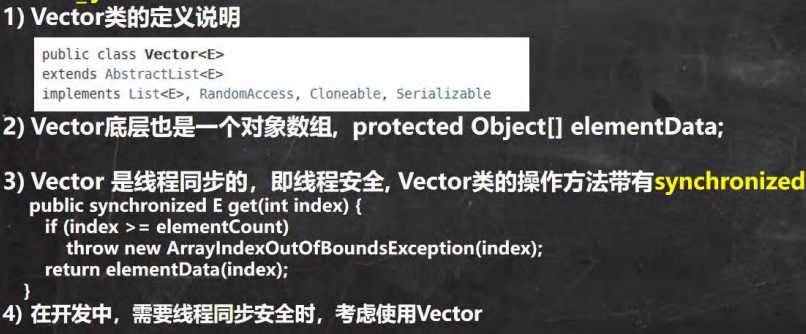 1) Vector类的定义说明
public class Vector<E>
extends AbstractList<E>
implements List<E>, RandomAccess, Cloneable, Serializable
2) Vector底层也是一个对象数组, protected Object[] elementData;
3) Vector 是线程同步的，即线程安全, Vector类的操作方法带有synchronized
public synchronized E get(int index) {
if (index >= elementCount)
throw new ArrayIndexOutOfBoundsException(index);
return elementData(index);
}
4) 在开发中，需要线程同步安全时，考虑使用Vector